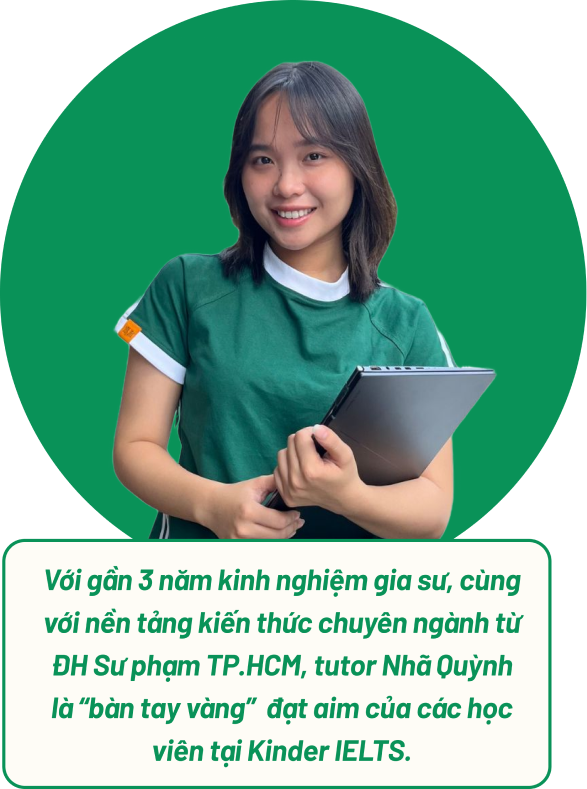 Với gần 3 năm kinh nghiệm gia sư, cùng
với nền tảng kiến thức chuyên ngành từ
ĐH Sư phạm TP.HCM, tutor Nhã Quỳnh
là “bàn tay vàng” đạt aim của các học
viên tại Kinder IELTS.